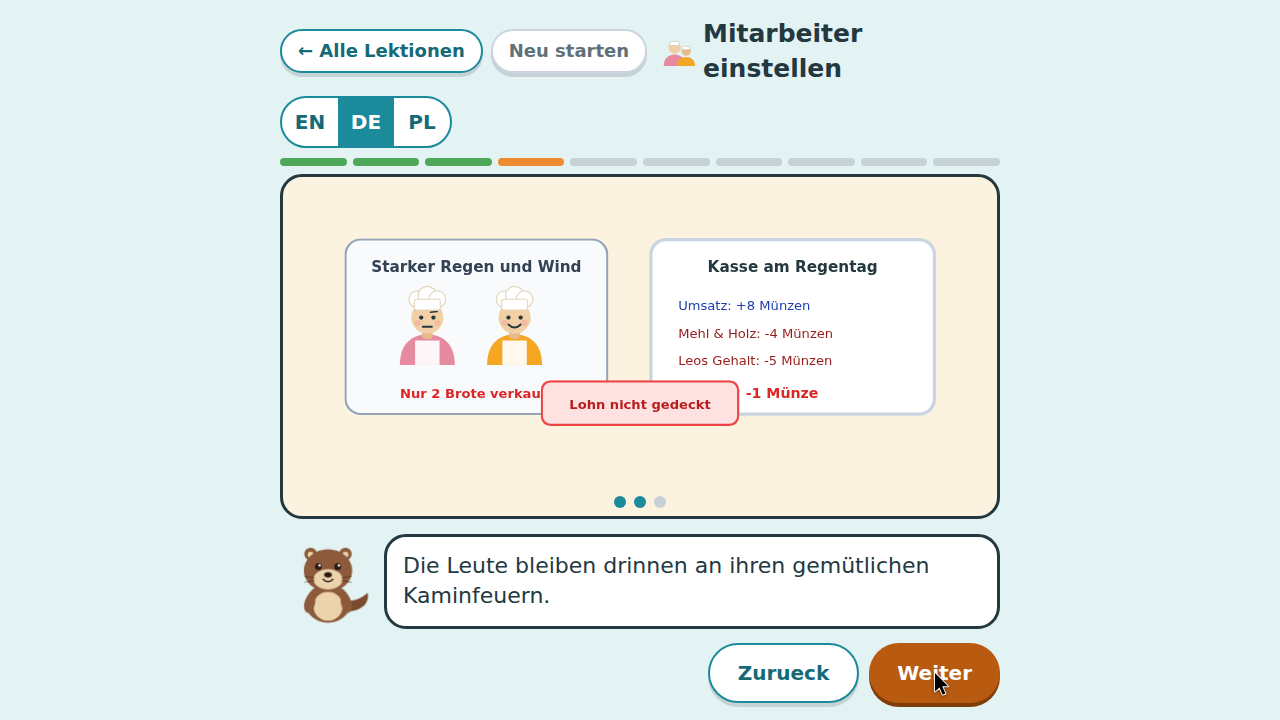 ← Alle Lektionen
Neu starten
Mitarbeiter
einstellen
EN DE PL
Starker Regen und Wind
Nur 2 Brote verkau
Kasse am Regentag
Umsatz: +8 Münzen
Mehl & Holz: -4 Münzen
Leos Gehalt: -5 Münzen
-1 Münze
Lohn nicht gedeckt
Die Leute bleiben drinnen an ihren gemütlichen
Kaminfeuern.
Zurueck
Weiter